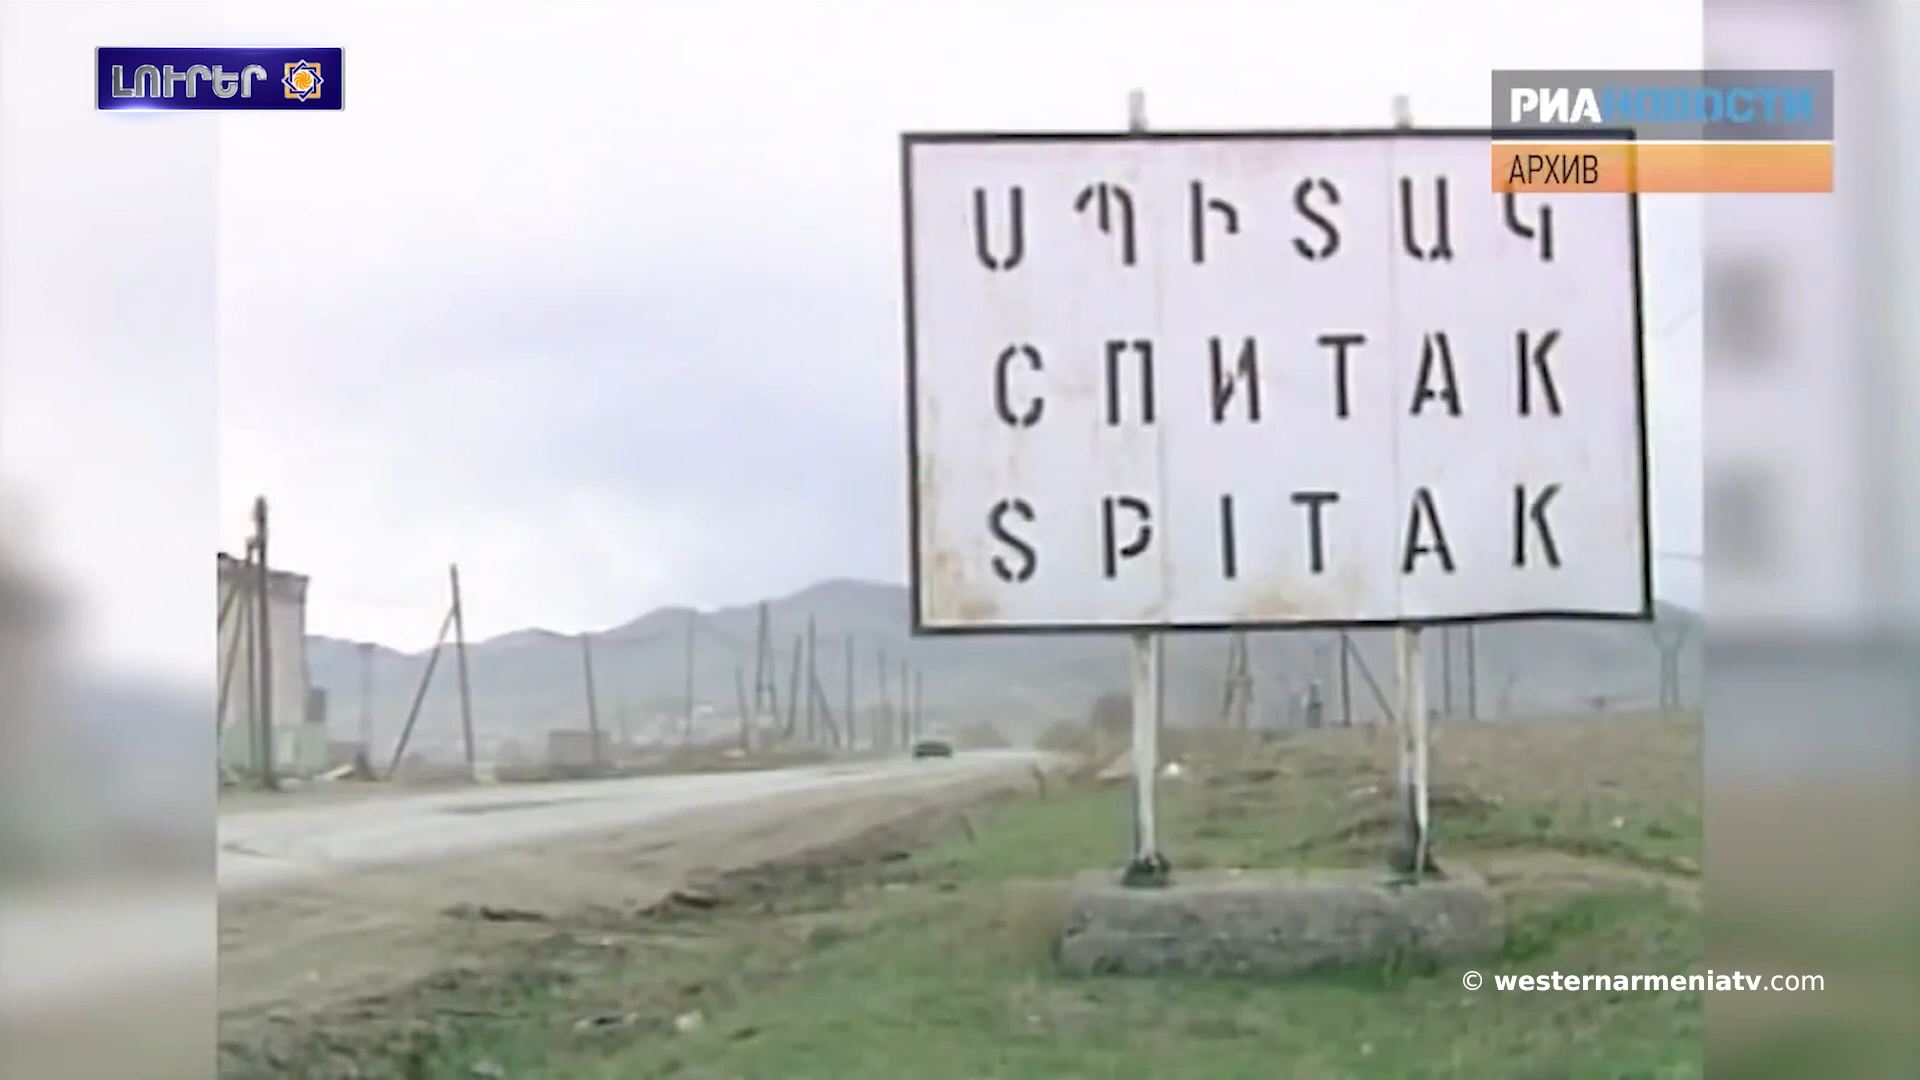 ԼՈՒՐԵՐ
РИАНОВОСТИ
АРХИВ
ՍՊԻՏԱԿ
СПИТАК
SPITAK
© westernarmeniatv.com